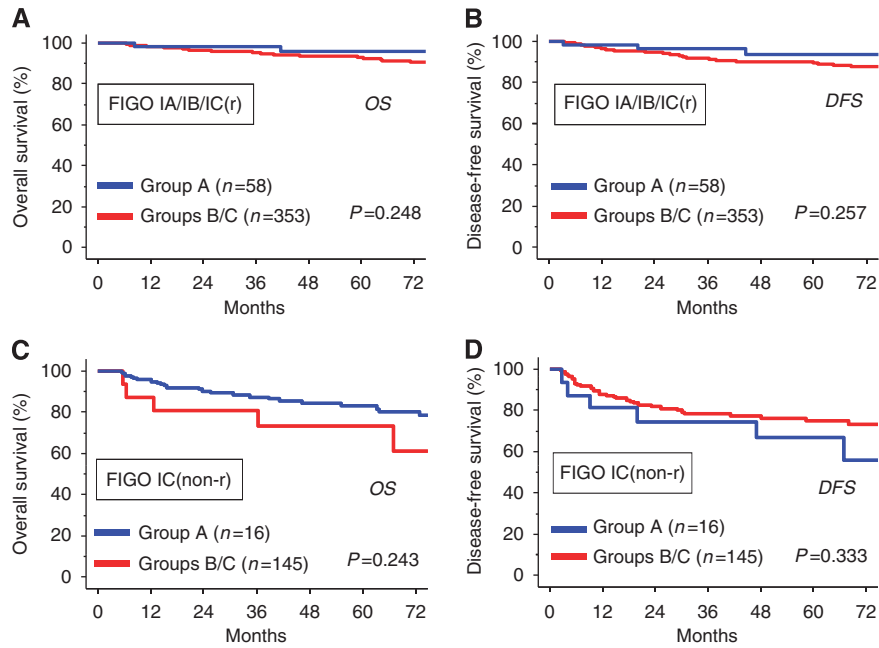 A
Overall survival (%)
100
80
60
40
20
0
FIGO IA/IB/IC(r)
OS
Group A (n=58)
Groups B/C (n=353)
P=0.248
0 12 24 36 48 60 72
Months
B
Disease-free survival (%)
100
80
60
40
20
0
FIGO IA/IB/IC(r)
DFS
Group A (n=58)
Groups B/C (n=353)
P=0.257
0 12 24 36 48 60 72
Months
C
Overall survival (%)
100
80
60
40
20
0
FIGO IC(non-r)
OS
Group A (n=16)
Groups B/C (n=145)
P=0.243
0 12 24 36 48 60 72
Months
D
Disease-free survival (%)
100
80
60
40
20
0
FIGO IC(non-r)
DFS
Group A (n=16)
Groups B/C (n=145)
P=0.333
0 12 24 36 48 60 72
Months